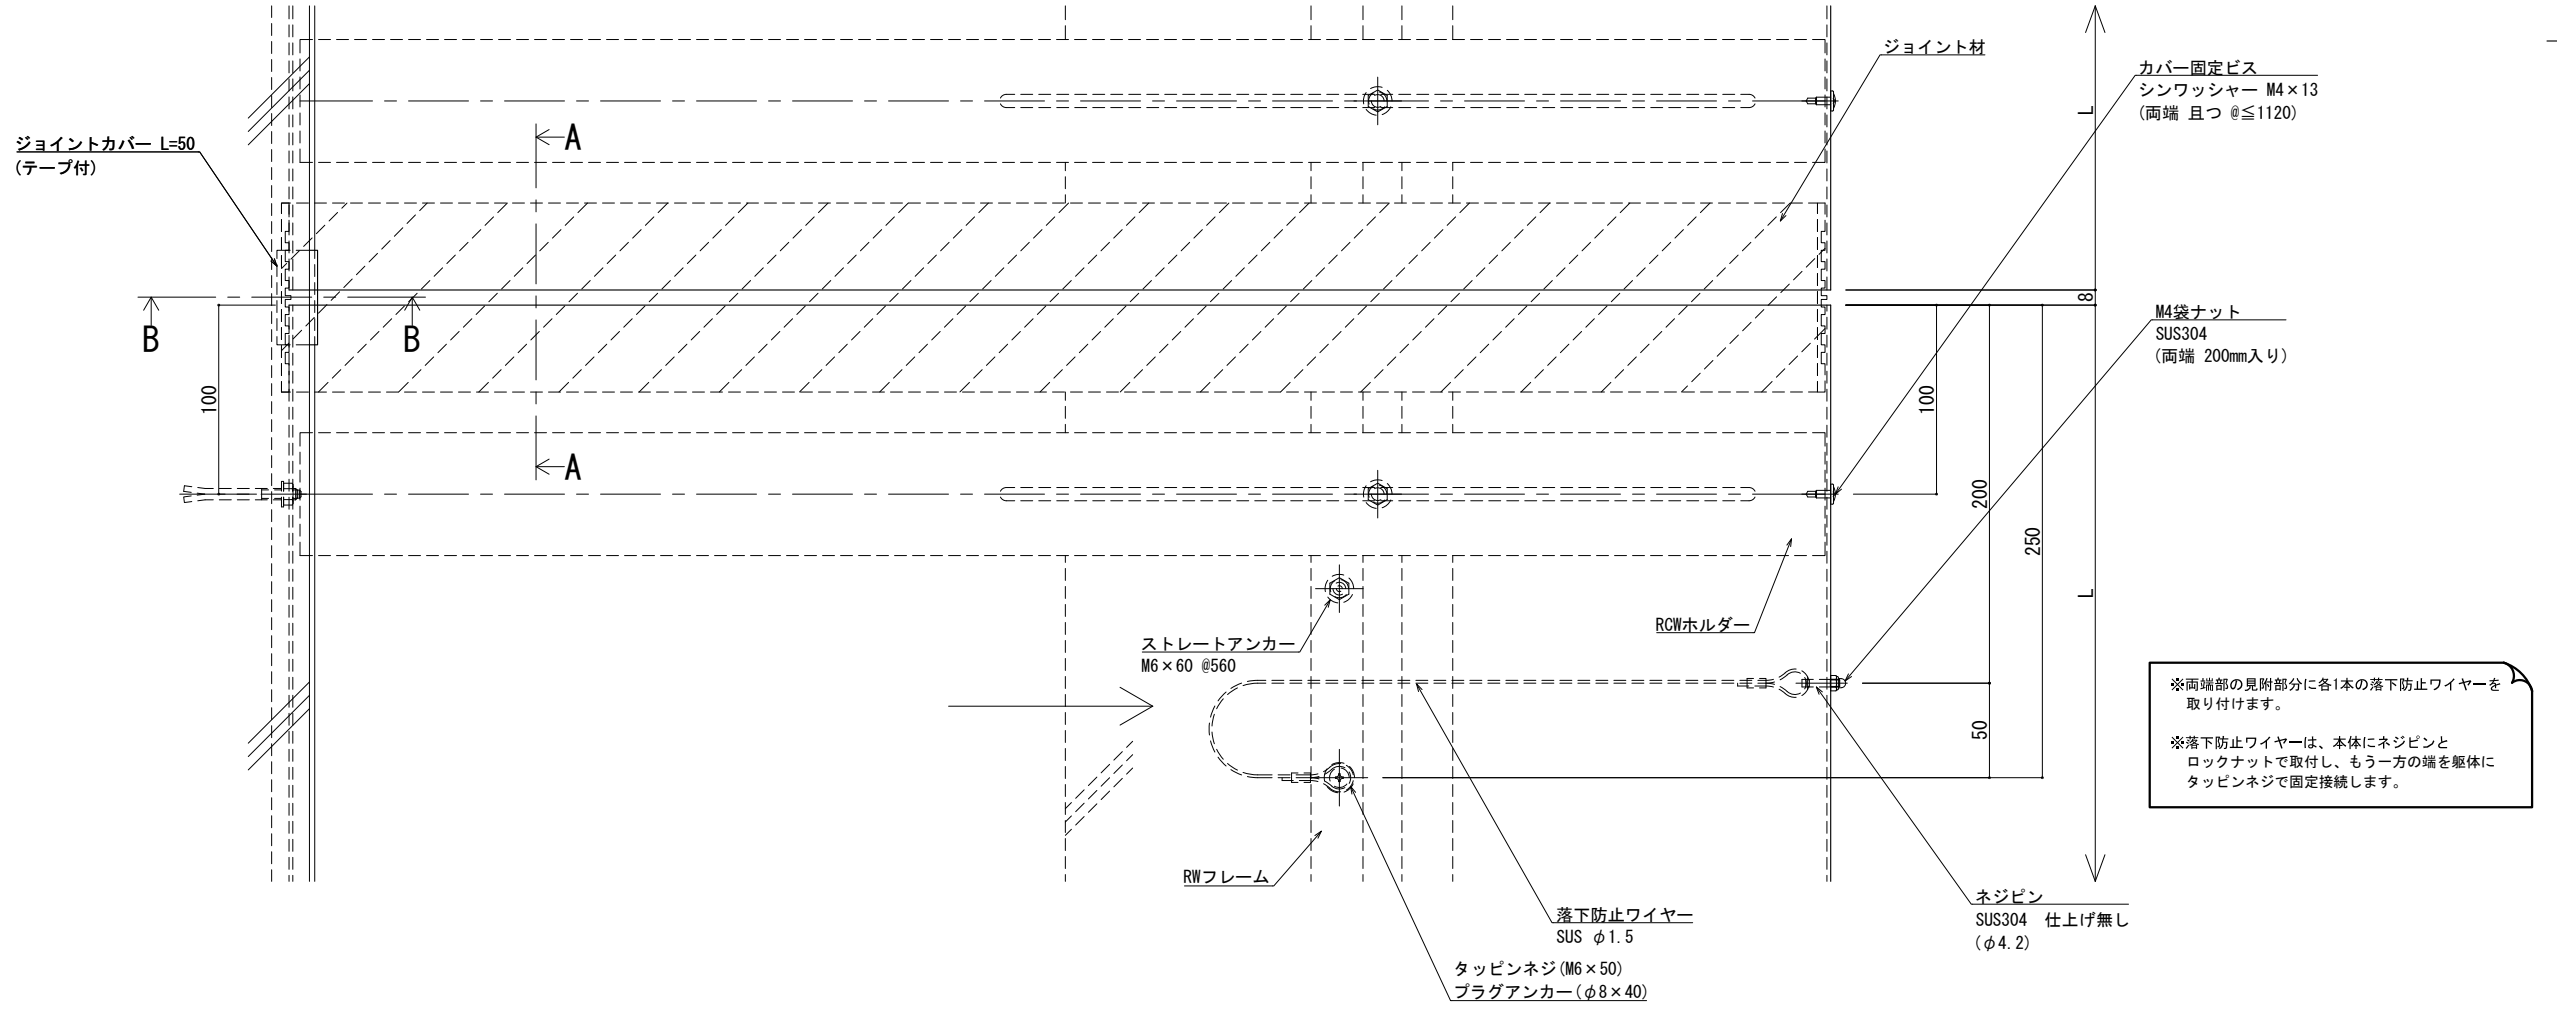 ジョイント材
カバー固定ビス
シンワッシャー M4×13
(両端 且つ @≦1120)
L
A
ジョイントカバー L=50
(テープ付)
8
B
B
M4袋ナット
SUS304
(両端 200mm入り)
100
100
A
200
250
L
RCWホルダー
ストレートアンカー
M6×60 @560
50
※両端部の見附部分に各1本の落下防止ワイヤーを
取り付けます。
※落下防止ワイヤーは、本体にネジピンと
ロックナットで取付し、もう一方の端を躯体に
タッピンネジで固定接続します。
RWフレーム
落下防止ワイヤー
SUS φ1.5
ネジピン
SUS304 仕上げ無し
(φ4.2)
タッピンネジ(M6×50)
プラグアンカー(φ8×40)